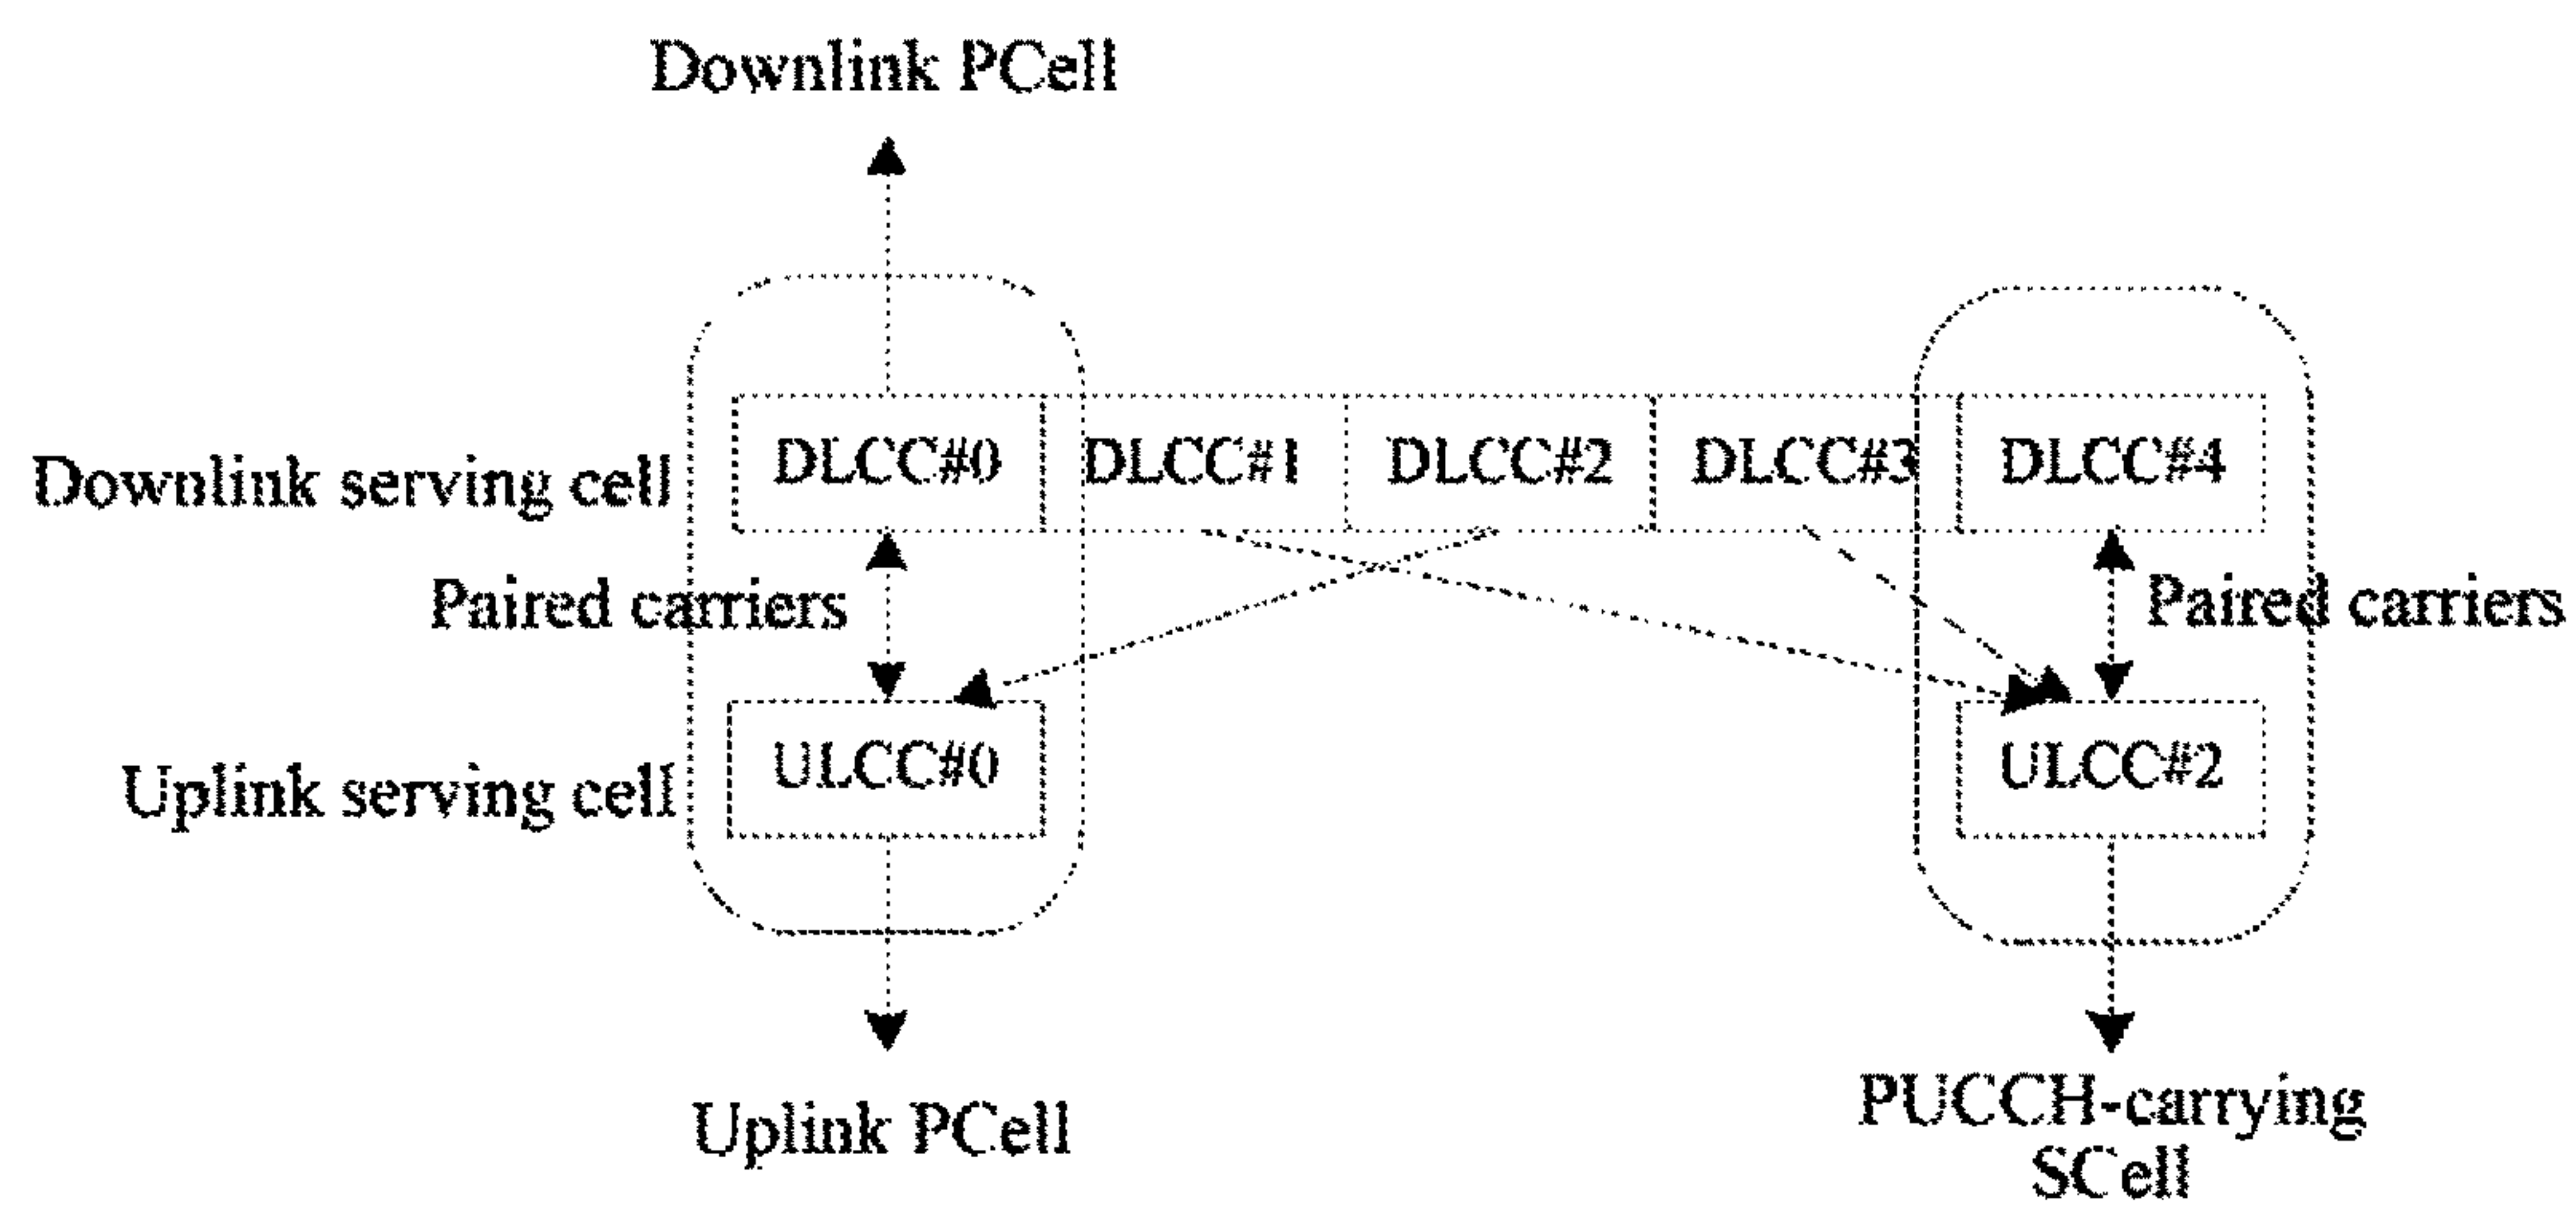 Downlink PCell
Downlink serving cell
DLCC#0
DLCC#1
DLCC#2
DLCC#3
DLCC#4
Paired carriers
Paired carriers
Uplink serving cell
ULCC#0
ULCC#2
Uplink PCell
PUCCH-carrying
SCell